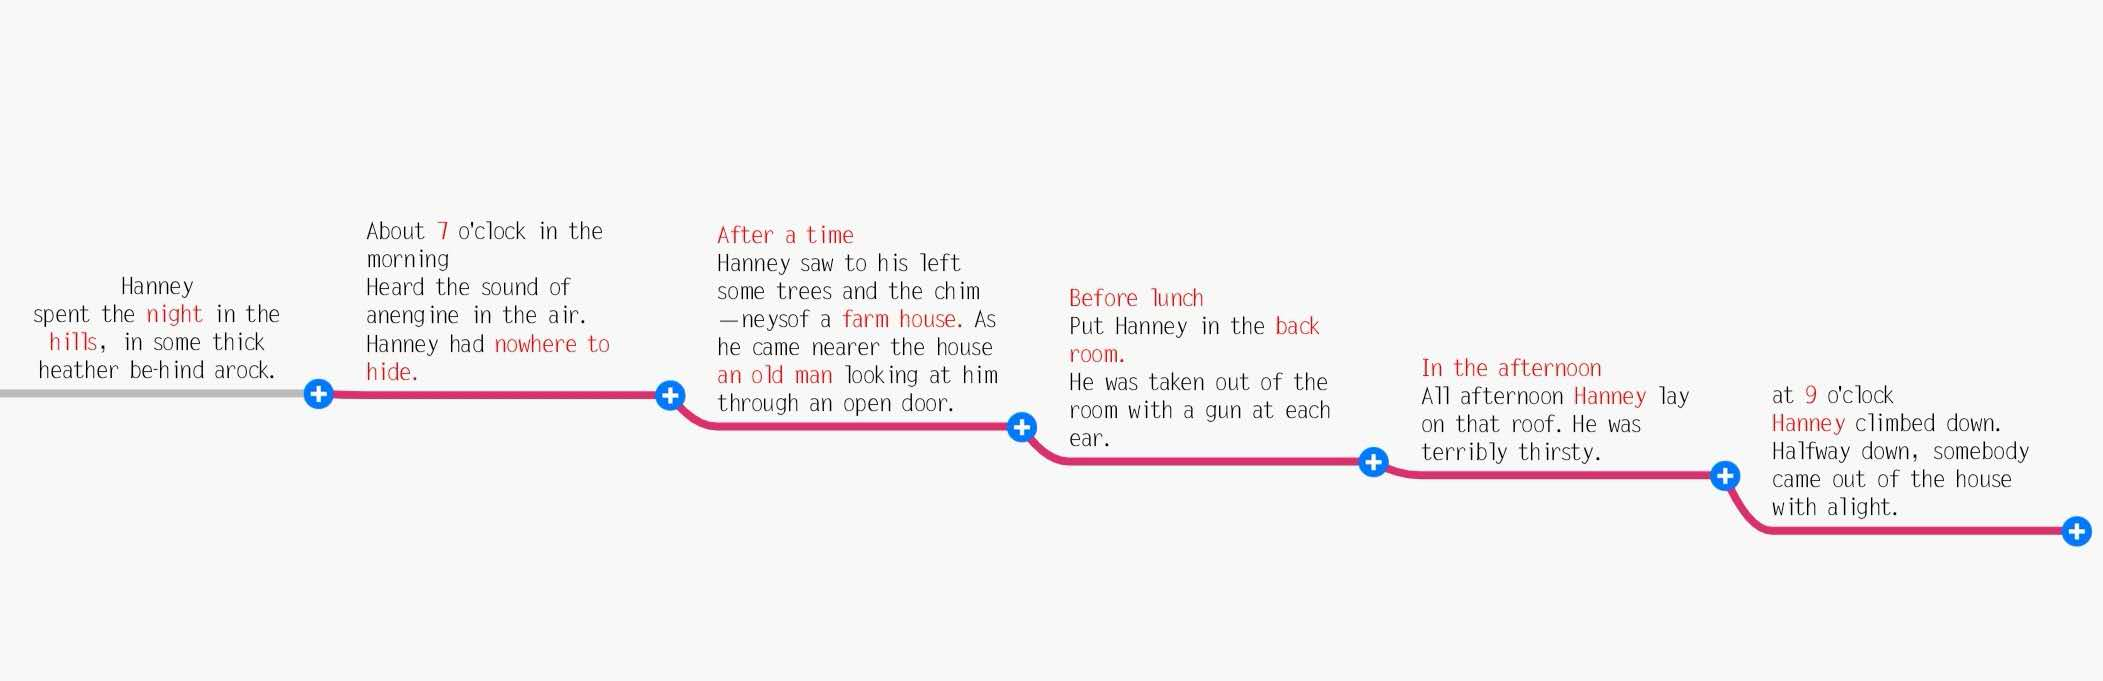 Hanney
spent the night in the
hills, in some thick
heather be-hind arock.
About 7 o'clock in the
morning
Heard the sound of
anengine in the air.
Hanney had nowhere to
hide.
After a time
Hanney saw to his left
some trees and the chim
—neysof a farm house. As
he came nearer the house
an old man looking at him
through an open door.
Before lunch
Put Hanney in the back
room.
He was taken out of the
room with a gun at each
ear.
In the afternoon
All afternoon Hanney lay
on that roof. He was
terribly thirsty.
at 9 o'clock
Hanney climbed down.
Halfway down, somebody
came out of the house
with alight.